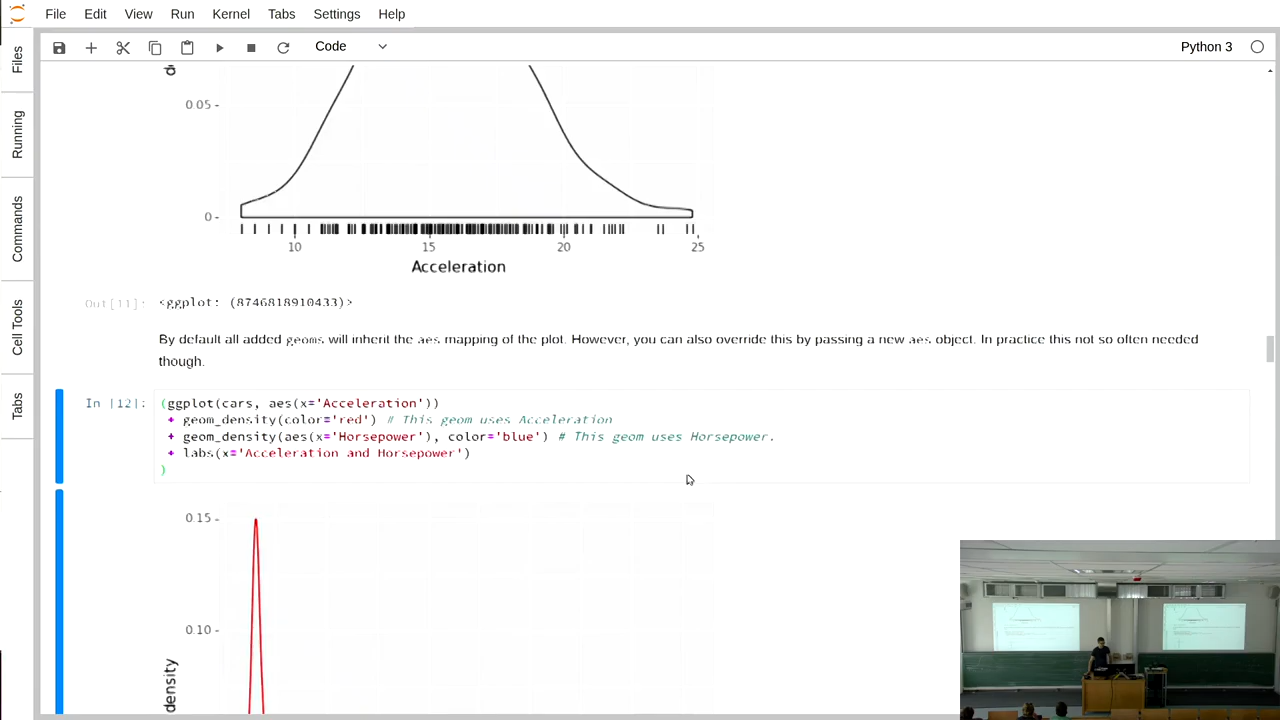 File Edit View Run Kernel Tabs Settings Help
Code
Python 3
Files
Running
Commands
Cell Tools
Tabs
0 05
0
10 15 20 25
Acceleration
Out[11]: <ggplot: (8746818910433)>
By default all added geoms will inherit the aes mapping of the plot. However, you can also override this by passing a new aes object. In practice this not so often needed
though.
In [12]: (ggplot(cars, aes(x='Acceleration'))
+ geom_density(color='red') # This geom uses Acceleration
+ geom_density(aes(x='Horsepower'), color='blue') # This geom uses Horsepower.
+ labs(x='Acceleration and Horsepower')
)
0.15
0.10
density